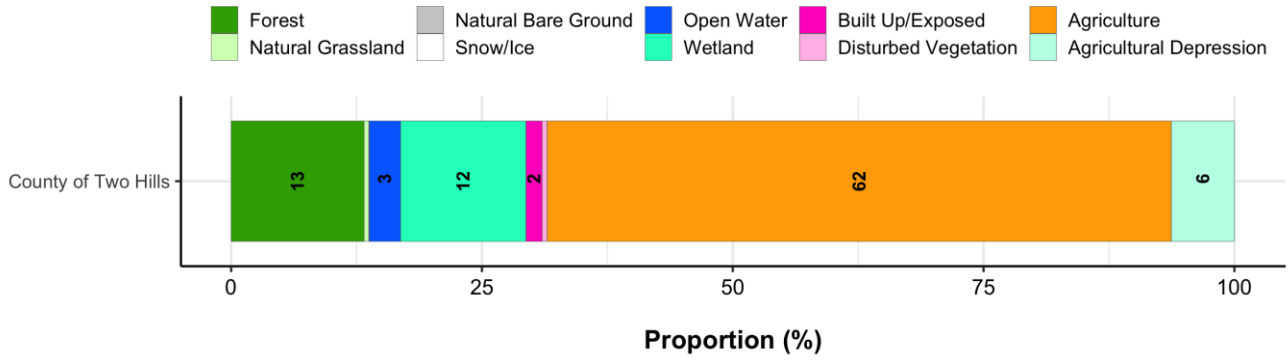 Forest Natural Bare Ground Open Water Built Up/Exposed Agriculture
Natural Grassland Snow/Ice Wetland Disturbed Vegetation Agricultural Depression
County of Two Hills 13 3 12 2 62 6
0 25 50 75 100
Proportion (%)